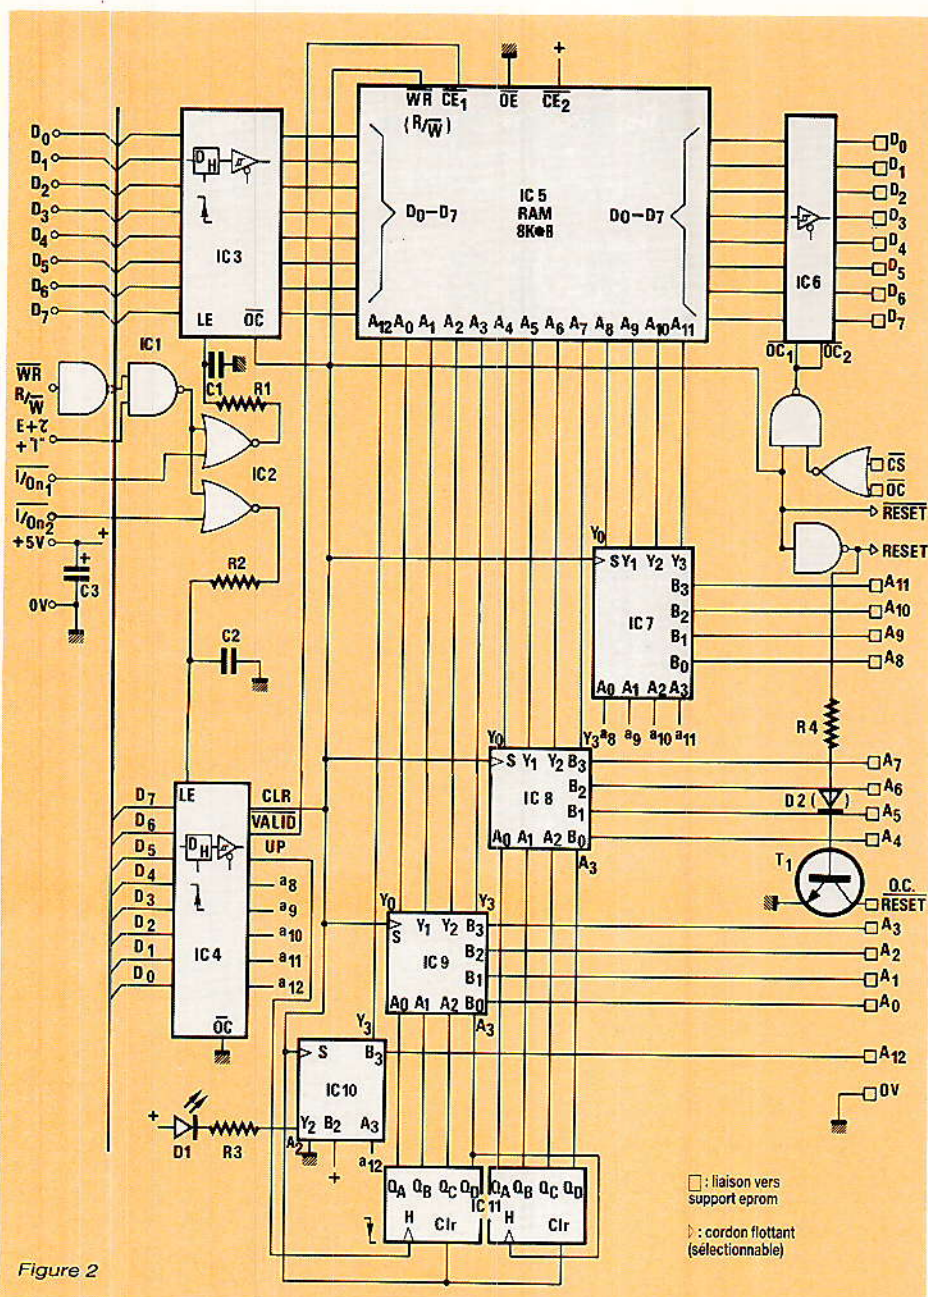 WR CE1 OE CE2
(R/W)
D0
D1
D2
D3
D4
D5
D6
D7
DH
IC3
LE OC
IC 5
RAM
8K●8
D0–D7 D0–D7
A12 A0 A1 A2 A3 A4 A5 A6 A7 A8 A9 A10 A11
IC6
D0
D1
D2
D3
D4
D5
D6
D7
OC1 OC2
IC1
WR
R/W
E+τ
+"1"
I/On1
I/On2
+5V
+
+
C3
0V
C1
R1
IC2
R2
C2
CS
OC
RESET
RESET
Y0
S Y1 Y2 Y3
B3
B2
B1
B0
IC7
A0 A1 A2 A3
a8 a9 a10 a11
A11
A10
A9
A8
R4
Y0 Y3
S Y1 Y2 B3
B2
B1
IC 8
A0 A1 A2 B0
A3
A7
A6
A5
A4
D2 ( )
T1
O.C.
RESET
D7
D6
D5
D4
D3
D2
D1
D0
LE
CLR
VALID
UP
DH
a8
a9
a10
a11
a12
IC4
OC
Y0 Y3
S Y1 Y2 B3
B2
B1
IC9
A0 A1 A2 B0
A3
A3
A2
A1
A0
Y3
S B3
IC10
Y2 B2 A3
A2
+
a12
A12
0V
+
D1
R3
QA QB QC QD
H
Clr
IC11
QA QB QC QD
H
Clr
□ : liaison vers
support eprom
▷ : cordon flottant
(sélectionnable)
Figure 2